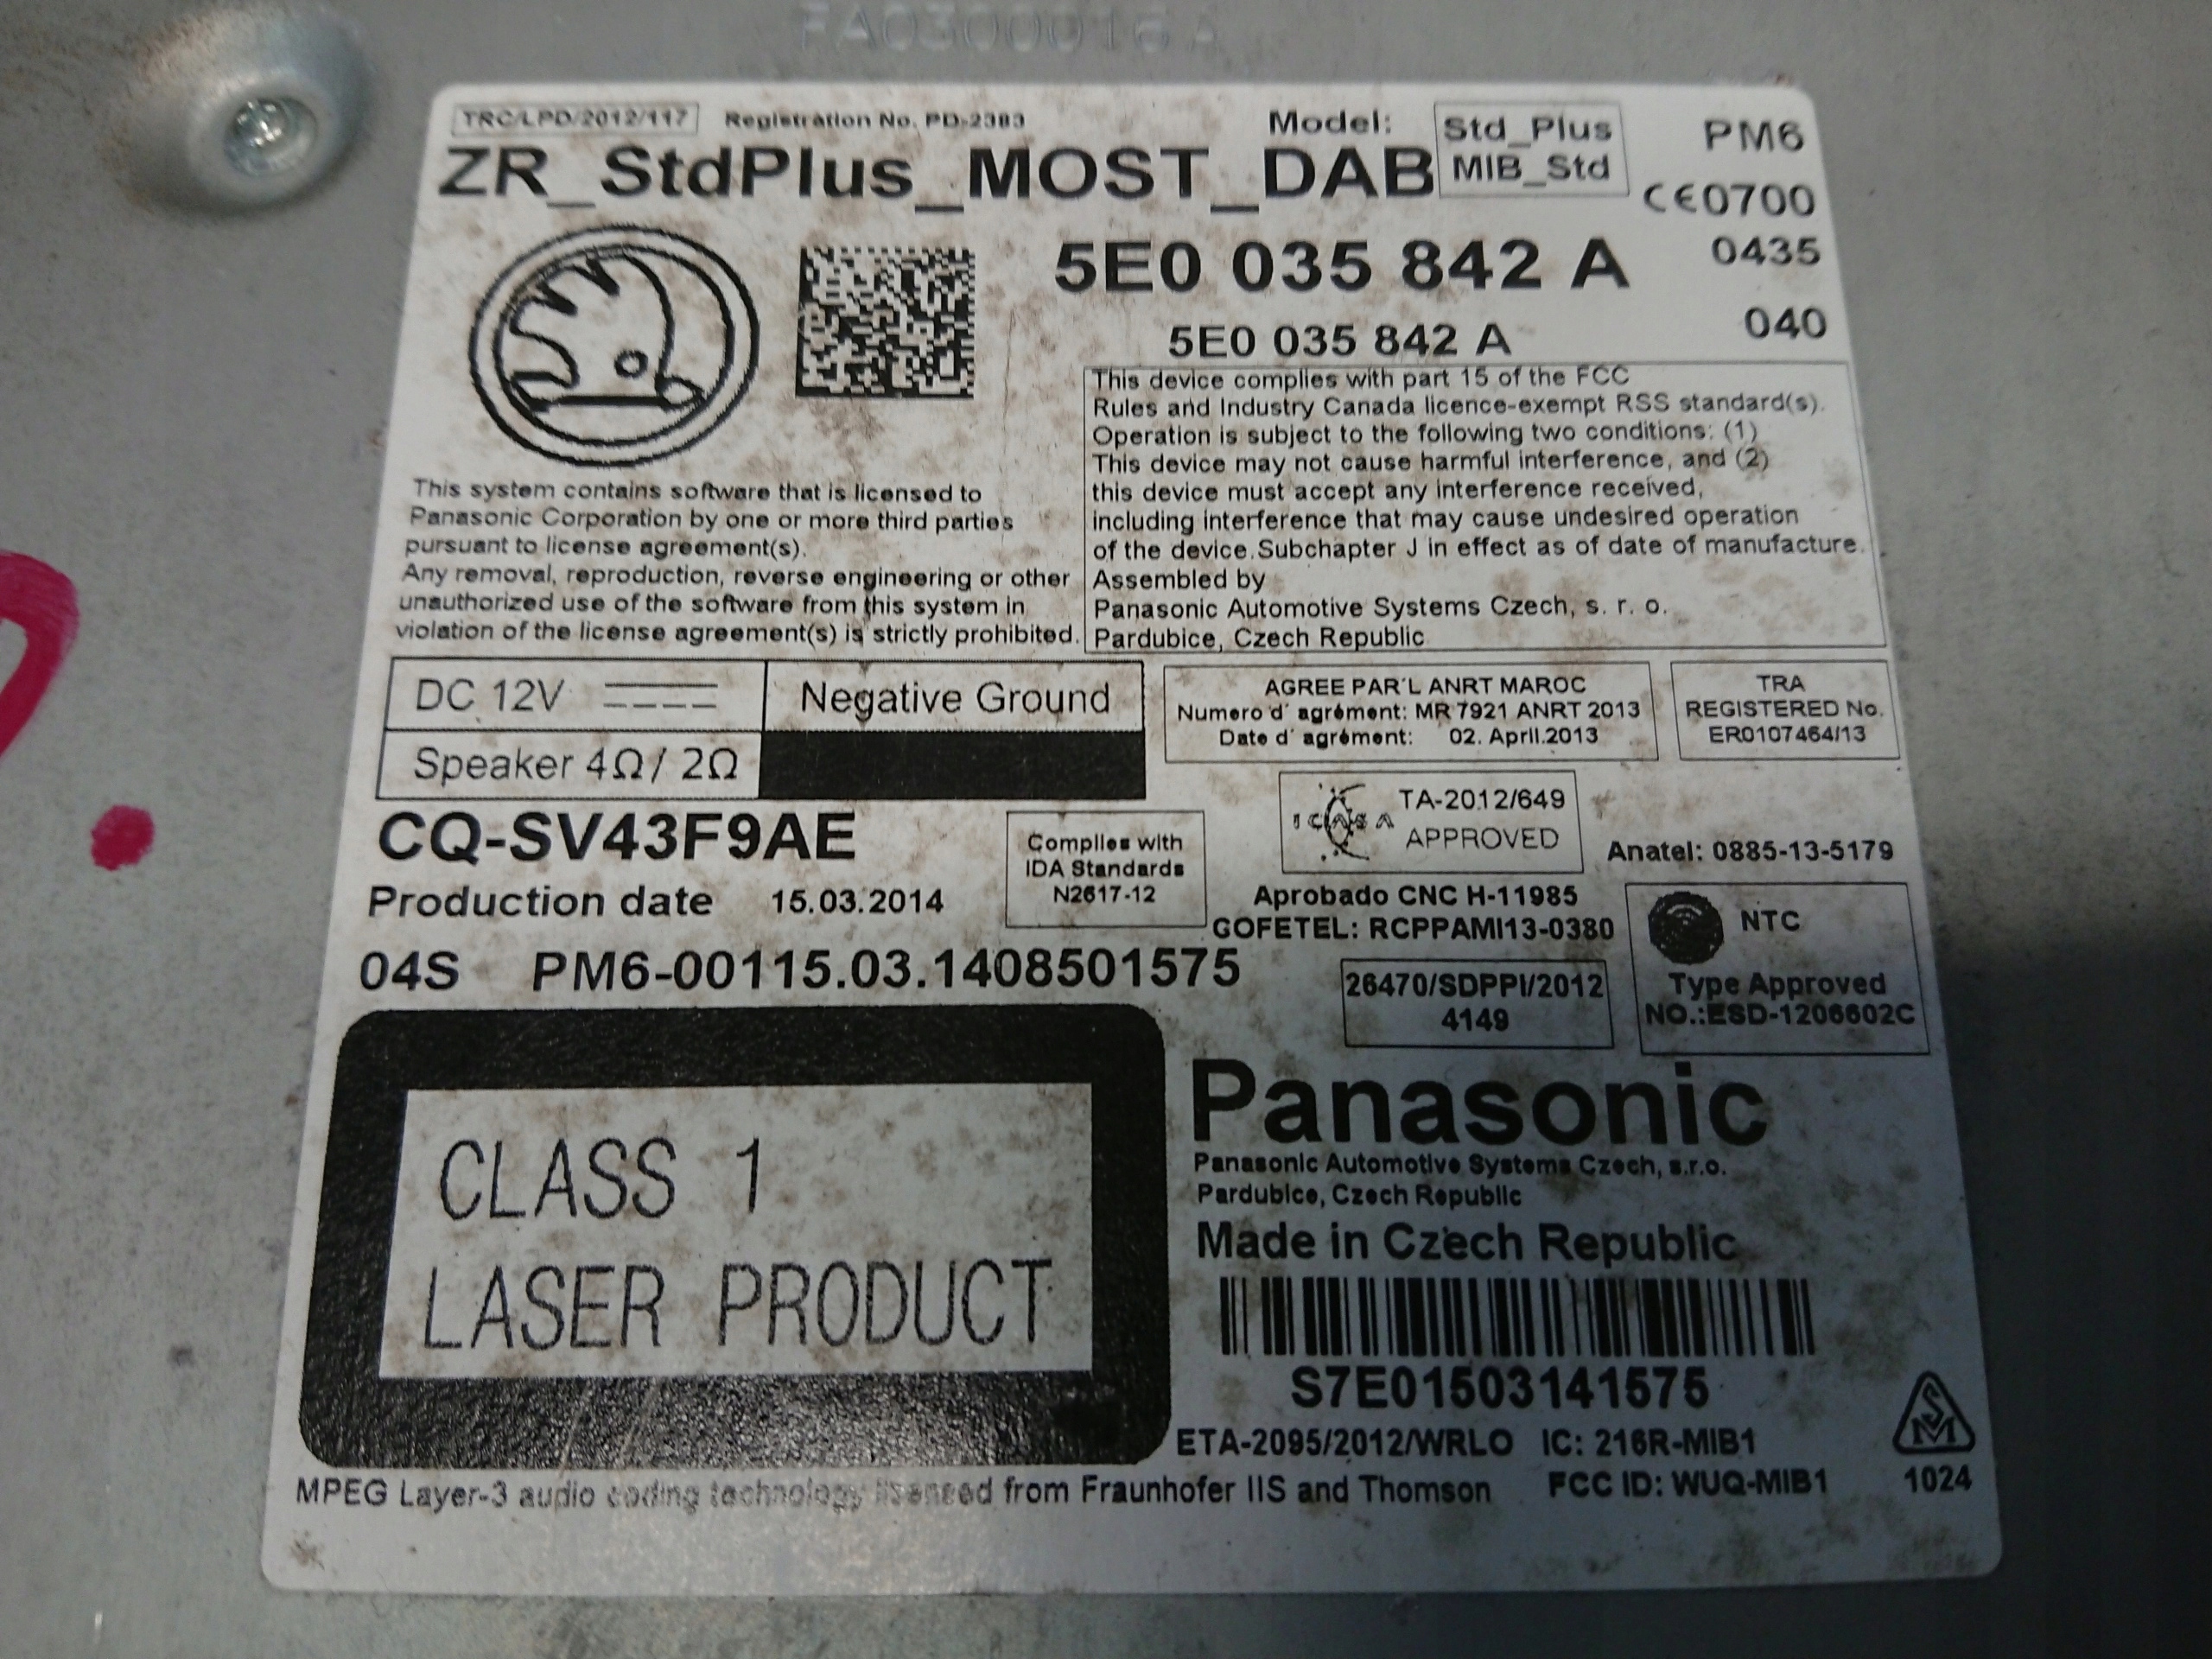 FA0300016A
TRC/LPD/2012/117 Registration No. PD-2383
Model: Std_Plus MIB_Std
PM6
ZR_StdPlus_MOST_DAB
CE0700
5E0 035 842 A
0435
5E0 035 842 A
040
This device complies with part 15 of the FCC
Rules and Industry Canada licence-exempt RSS standard(s).
Operation is subject to the following two conditions: (1)
This device may not cause harmful interference, and (2)
this device must accept any interference received,
including interference that may cause undesired operation
of the device.Subchapter J in effect as of date of manufacture.
Assembled by
Panasonic Automotive Systems Czech, s. r. o.
Pardubice, Czech Republic
This system contains software that is licensed to
Panasonic Corporation by one or more third parties
pursuant to license agreement(s).
Any removal, reproduction, reverse engineering or other
unauthorized use of the software from this system in
violation of the license agreement(s) is strictly prohibited.
DC 12V Negative Ground
Speaker 4Ω/ 2Ω
AGREE PAR'L ANRT MAROC
Numero d' agrément: MR 7921 ANRT 2013
Date d' agrément: 02. April.2013
TRA
REGISTERED No.
ER0107464/13
CQ-SV43F9AE
Complies with
IDA Standards
N2617-12
ICASA TA-2012/649
APPROVED
Anatel: 0885-13-5179
Production date 15.03.2014
Aprobado CNC H-11985
COFETEL: RCPPAMI13-0380
NTC
Type Approved
NO.:ESD-1206602C
04S PM6-00115.03.1408501575
26470/SDPPI/2012
4149
CLASS 1
LASER PRODUCT
Panasonic
Panasonic Automotive Systems Czech, s.r.o.
Pardubice, Czech Republic
Made in Czech Republic
S7E01503141575
ETA-2095/2012/WRLO IC: 216R-MIB1
MPEG Layer-3 audio coding technology licensed from Fraunhofer IIS and Thomson
FCC ID: WUQ-MIB1
SM
1024